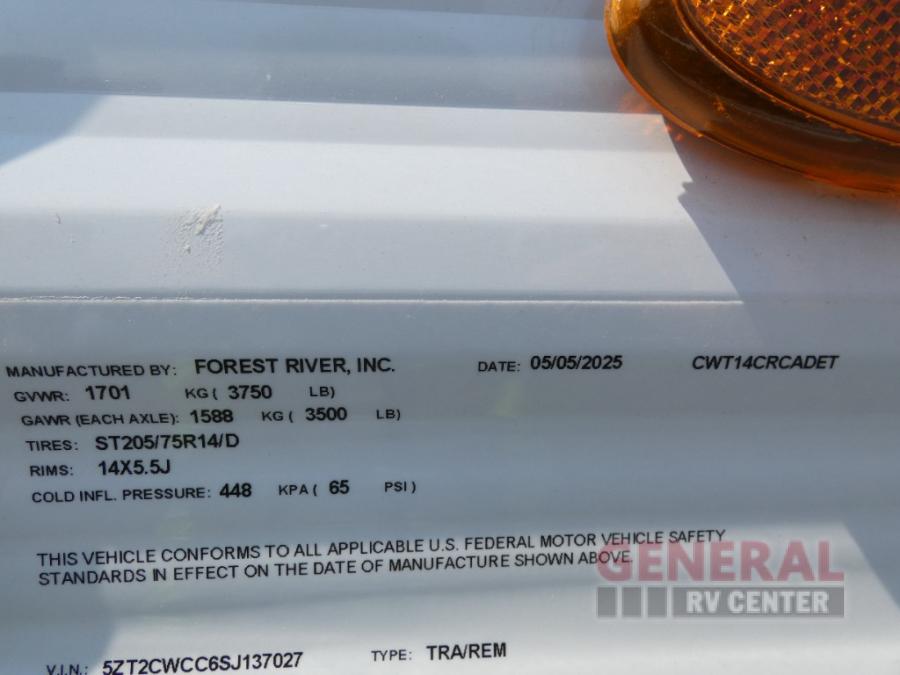 MANUFACTURED BY: FOREST RIVER, INC. DATE: 05/05/2025 CWT14CRCADET
GVWR: 1701 KG ( 3750 LB)
GAWR (EACH AXLE): 1588 KG ( 3500 LB)
TIRES: ST205/75R14/D
RIMS: 14X5.5J
COLD INFL. PRESSURE: 448 KPA ( 65 PSI )
THIS VEHICLE CONFORMS TO ALL APPLICABLE U.S. FEDERAL MOTOR VEHICLE SAFETY
STANDARDS IN EFFECT ON THE DATE OF MANUFACTURE SHOWN ABOVE.
GENERAL
RV CENTER
V.I.N.: 5ZT2CWCC6SJ137027 TYPE: TRA/REM